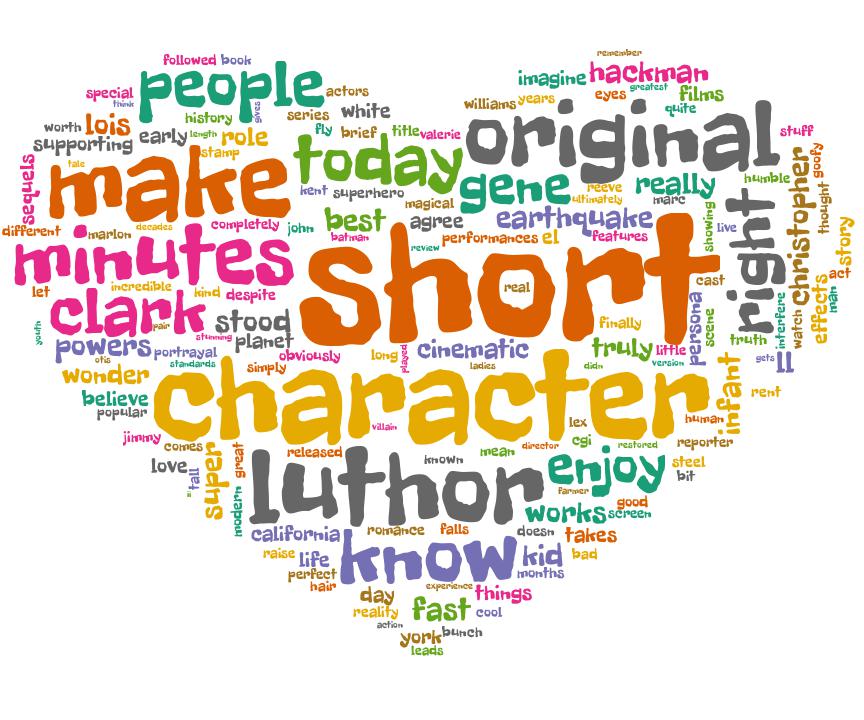 remember
followed book
hackman
imagine
people
special
actors
greatest
think
eyes
films
williams
years
quite
history
gives
series
white
original
stuff
worth
lois
early
length
role
fly
brief
title
valerie
supporting
stamp
today
goofy
tale
make
sequels
kent
superhero
gene
reeve
really
humble
ultimately
marc
christopher
thought
magical
different
marlon
decades
completely
john
best
agree
earthquake
showing
right
live
story
batman
performances
el
features
review
minutes
short
let
incredible
kind
despite
real
cast
act
man
effects
clark
pair
stood
finally
persona
scene
interfere
watch
youth
stunning
planet
truth
powers
portrayal
obviously
long
played
cinematic
truly
little
gets
ll
otis
standards
simply
ladies
didn
version
wonder
character
infant
rent
believe
popular
villain
lex
human
jimmy
comes
cgi
restored
reporter
released
mean
director
love
tall
super
great
luthor
known
enjoy
steel
bit
farmer
modern
good
works
screen
california
romance
falls
doesn
takes
raise
life
know
kid
bad
perfect
months
hair
experience
day
things
reality
fast
cool
action
york
bunch
leads